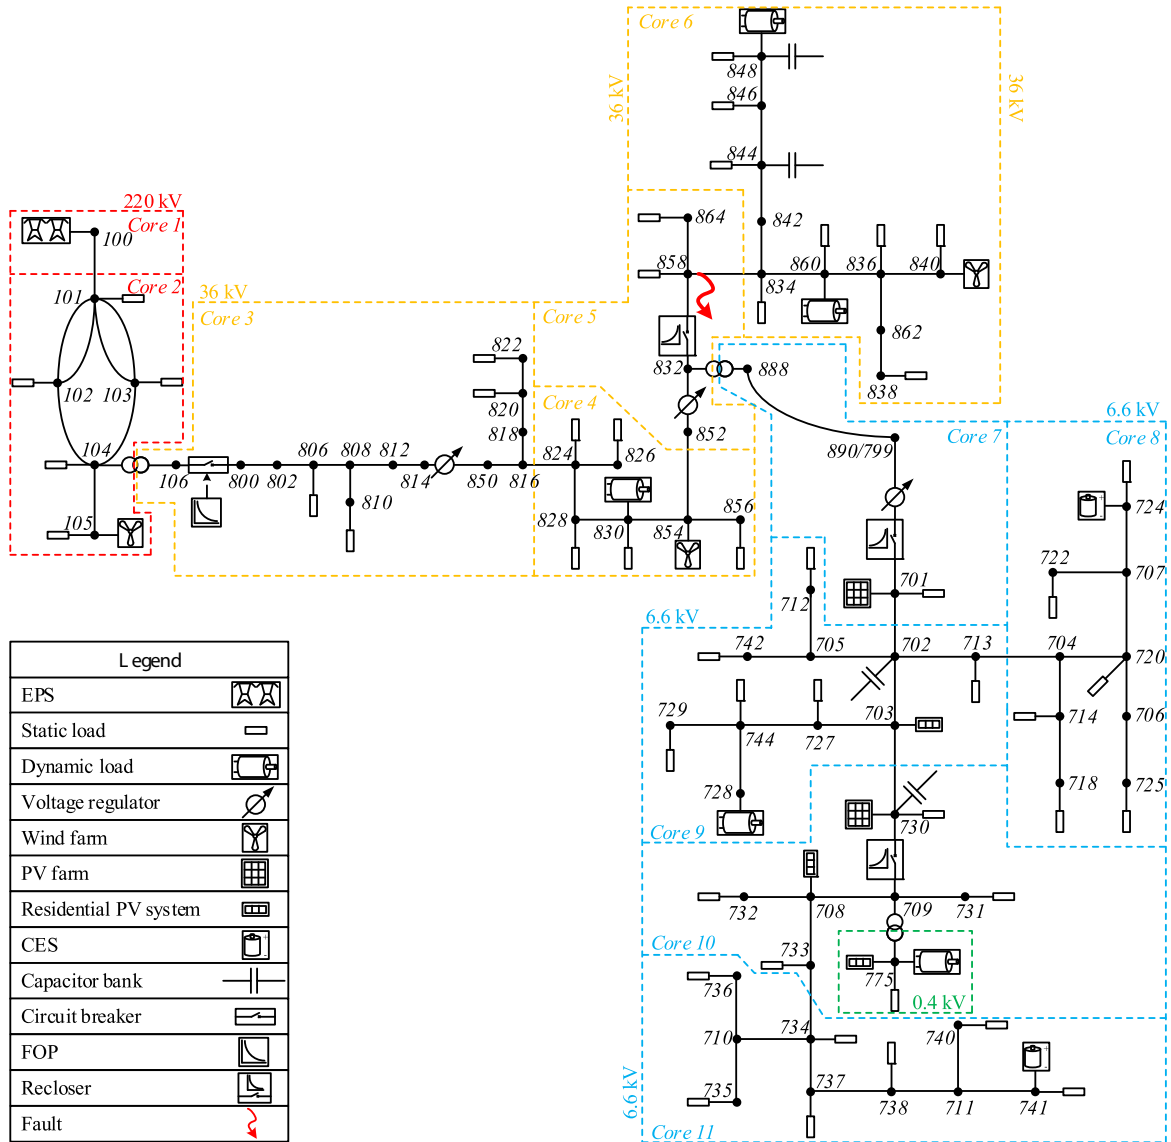 Core 6
848
846
36 kV
36 kV
844
220 kV
Core 1
100
864
842
858
834
860
836
840
Core 2
101
36 kV
Core 3
Core 5
862
822
832
888
838
102
103
820
Core 4
852
6.6 kV
Core 7
Core 8
818
890/799
104
106
800
802
806
808
812
814
850
816
824
826
810
724
105
828
830
854
856
722
707
701
712
6.6 kV
742
705
702
713
704
720
Legend
EPS
Static load
Dynamic load
Voltage regulator
Wind farm
PV farm
Residential PV system
CES
Capacitor bank
Circuit breaker
FOP
Recloser
Fault
729
744
727
703
714
706
728
718
725
Core 9
730
732
708
709
731
Core 10
733
775
736
0.4 kV
710
734
740
6.6 kV
735
737
738
711
741
Core 11